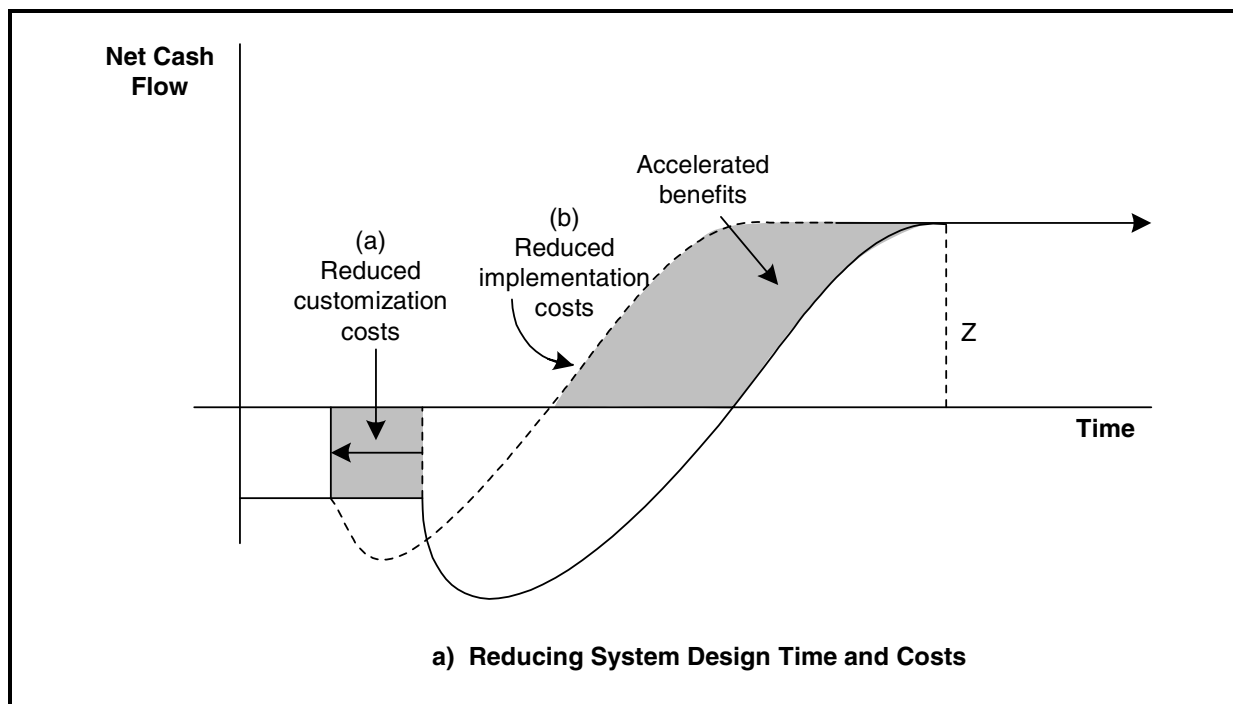 Net Cash
Flow
Accelerated
benefits
(a)
Reduced
customization
costs
(b)
Reduced
implementation
costs
Z
Time
a) Reducing System Design Time and Costs